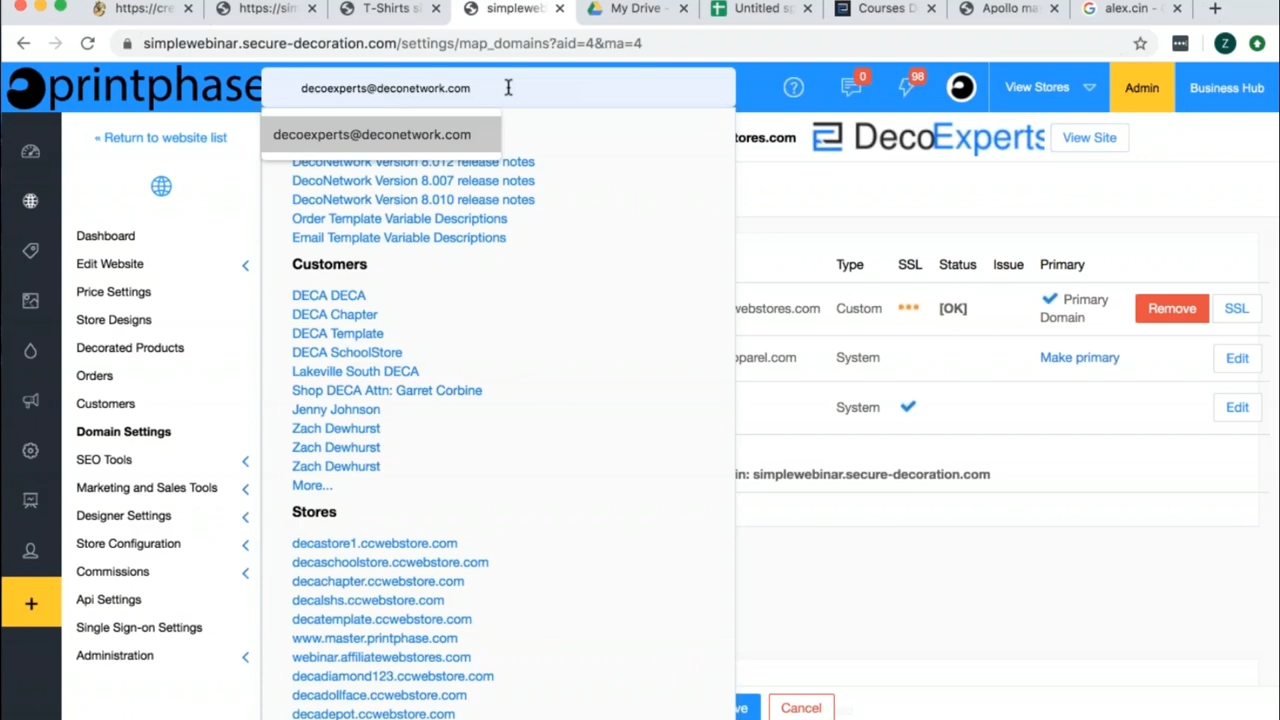 https://cre
https://sim
T-Shirts si
simpleweb
My Drive -
Untitled sp
Courses D
Apollo ma
alex.cin -
simplewebinar.secure-decoration.com/settings/map_domains?aid=4&ma=4
Z
printphase
decoexperts@deconetwork.com
0
98
View Stores
Admin
Business Hub
decoexperts@deconetwork.com
« Return to website list
tores.com
DecoExperts
View Site
DecoNetwork Version 8.012 release notes
DecoNetwork Version 8.007 release notes
DecoNetwork Version 8.010 release notes
Order Template Variable Descriptions
Email Template Variable Descriptions
Dashboard
Edit Website
Price Settings
Store Designs
Decorated Products
Orders
Customers
Domain Settings
SEO Tools
Marketing and Sales Tools
Designer Settings
Store Configuration
Commissions
Api Settings
Single Sign-on Settings
Administration
Customers
DECA DECA
DECA Chapter
DECA Template
DECA SchoolStore
Lakeville South DECA
Shop DECA Attn: Garret Corbine
Jenny Johnson
Zach Dewhurst
Zach Dewhurst
Zach Dewhurst
More...
Stores
decastore1.ccwebstore.com
decaschoolstore.ccwebstore.com
decachapter.ccwebstore.com
decalshs.ccwebstore.com
decatemplate.ccwebstore.com
www.master.printphase.com
webinar.affiliatewebstores.com
decadiamond123.ccwebstore.com
decadollface.ccwebstore.com
decadepot.ccwebstore.com
Type SSL Status Issue Primary
webstores.com Custom [OK] Primary Domain Remove SSL
pparel.com System Make primary Edit
System Edit
in: simplewebinar.secure-decoration.com
ve
Cancel